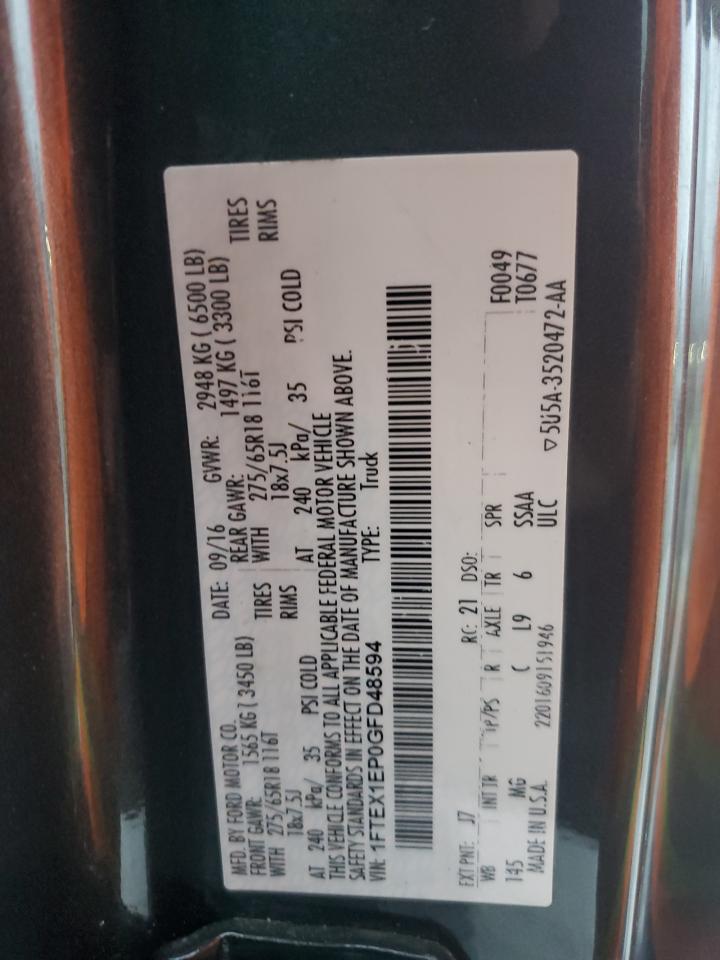 MFD. BY FORD MOTOR CO.
DATE: 09/16 GVWR: 2948 KG ( 6500 LB)
FRONT GAWR: 1565 KG ( 3450 LB) REAR GAWR: 1497 KG ( 3300 LB)
WITH 275/65R18 116T TIRES WITH 275/65R18 116T TIRES
18x7.5J RIMS 18x7.5J RIMS
AT 240 kPa/ 35 PSI COLD AT 240 kPa/ 35 PSI COLD
THIS VEHICLE CONFORMS TO ALL APPLICABLE FEDERAL MOTOR VEHICLE
SAFETY STANDARDS IN EFFECT ON THE DATE OF MANUFACTURE SHOWN ABOVE.
VIN: 1FTEX1EP0GFD48594 TYPE: Truck
EXT PNT: J7 RC: 21 DSO: F0049
WB INT TR TP/PS R AXLE TR SPR T0677
145 MG C L9 6 SSAA
MADE IN U.S.A. 2201609151946 ULC ▽5U5A-3520472-AA